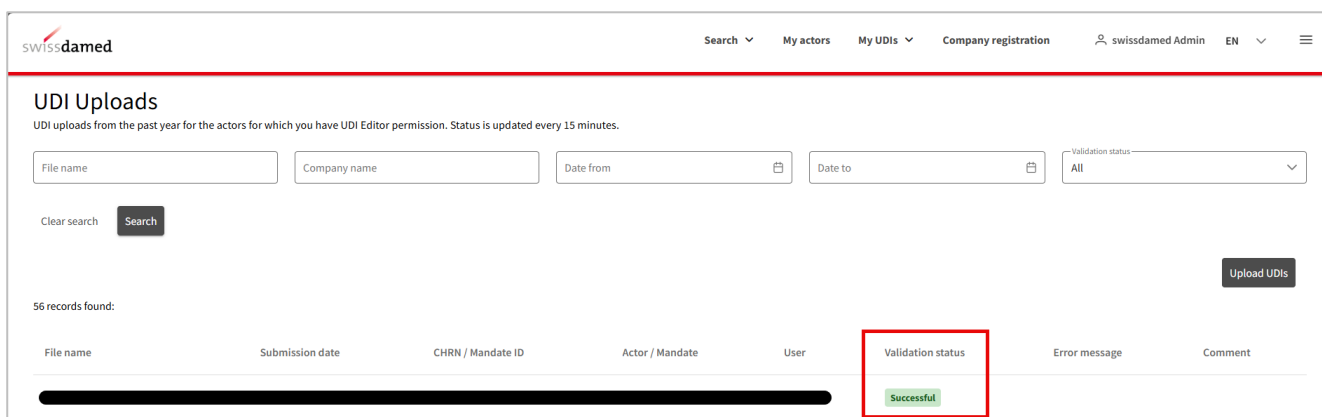 swissdamed
Search My actors My UDIs Company registration swissdamed Admin EN
UDI Uploads
UDI uploads from the past year for the actors for which you have UDI Editor permission. Status is updated every 15 minutes.
Validation status
File name Company name Date from Date to All
Clear search Search
Upload UDIs
56 records found:
File name Submission date CHRN / Mandate ID Actor / Mandate User Validation status Error message Comment
Successful